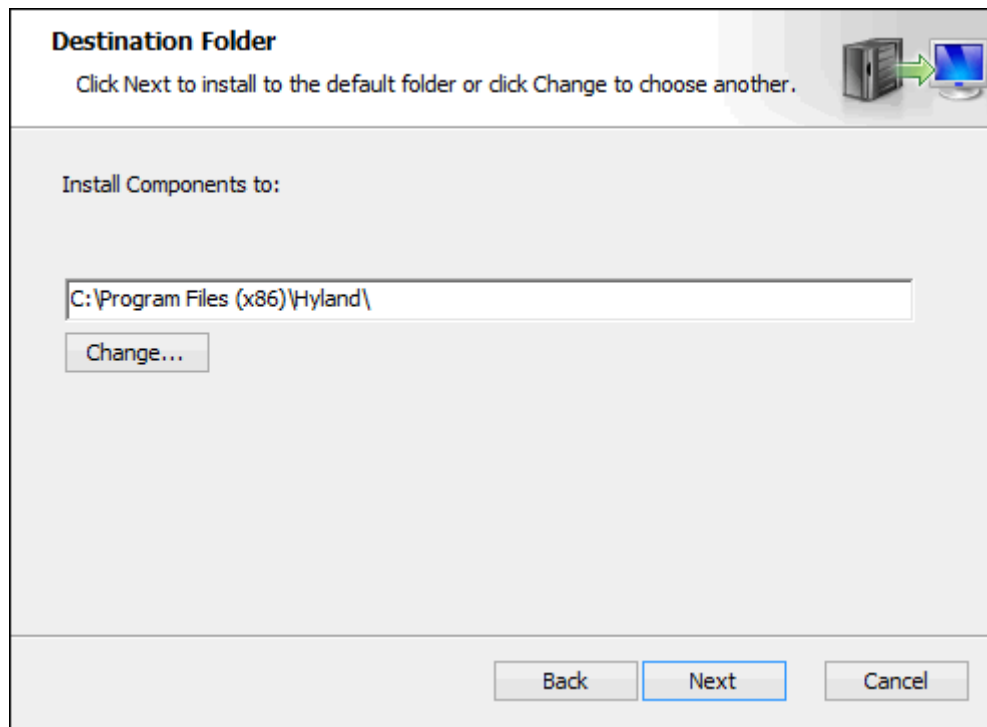 Destination Folder
Click Next to install to the default folder or click Change to choose another.
Install Components to:
C:\Program Files (x86)\Hyland\
Change...
Back Next Cancel